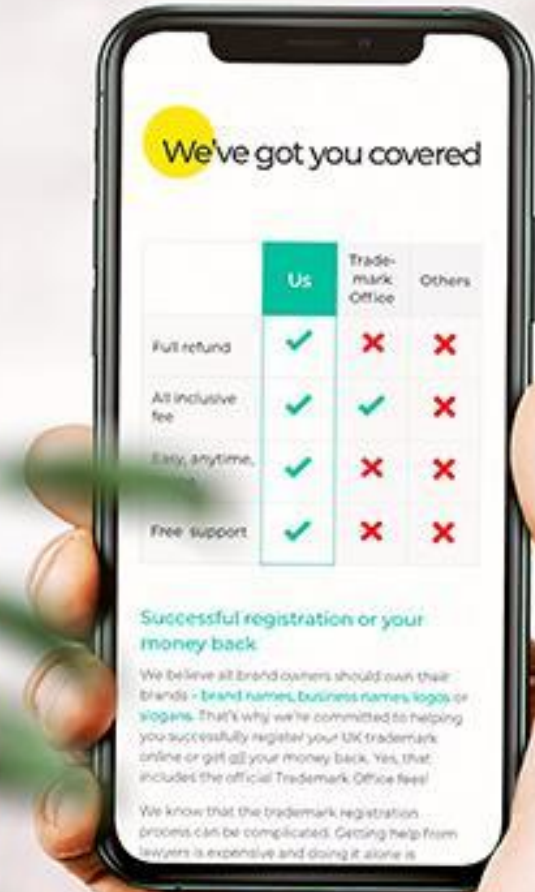 We've got you covered
Us
Trade-
mark
Office
Others
Full refund
All inclusive
fee
Easy, anytime,
Free support
Successful registration or your
money back
We believe all brand owners should own their
brands – brand names, business names, logos or
slogans. That's why we're committed to helping
you successfully register your UK trademark
online or get all your money back. Yes, that
includes the official Trademark Office fees!
We know that the trademark registration
process can be complicated. Getting help from
lawyers is expensive and doing it alone is